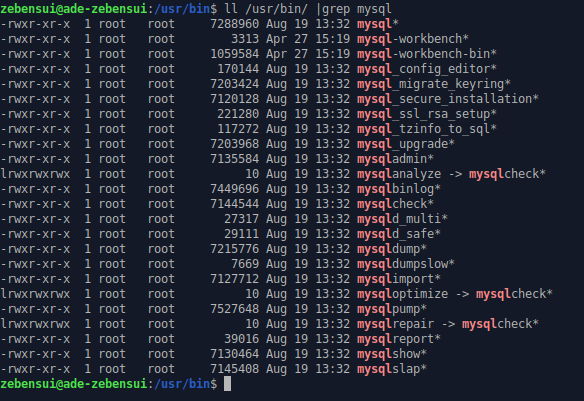 zebensui@ade-zebensui:/usr/bin$ ll /usr/bin/ |grep mysql
-rwxr-xr-x 1 root root 7288960 Aug 19 13:32 mysql*
-rwxr-xr-x 1 root root 3313 Apr 27 15:19 mysql-workbench*
-rwxr-xr-x 1 root root 1059584 Apr 27 15:19 mysql-workbench-bin*
-rwxr-xr-x 1 root root 170144 Aug 19 13:32 mysql_config_editor*
-rwxr-xr-x 1 root root 7203424 Aug 19 13:32 mysql_migrate_keyring*
-rwxr-xr-x 1 root root 7120128 Aug 19 13:32 mysql_secure_installation*
-rwxr-xr-x 1 root root 221280 Aug 19 13:32 mysql_ssl_rsa_setup*
-rwxr-xr-x 1 root root 117272 Aug 19 13:32 mysql_tzinfo_to_sql*
-rwxr-xr-x 1 root root 7203968 Aug 19 13:32 mysql_upgrade*
-rwxr-xr-x 1 root root 7135584 Aug 19 13:32 mysqladmin*
lrwxrwxrwx 1 root root 10 Aug 19 13:32 mysqlanalyze -> mysqlcheck*
-rwxr-xr-x 1 root root 7449696 Aug 19 13:32 mysqlbinlog*
-rwxr-xr-x 1 root root 7144544 Aug 19 13:32 mysqlcheck*
-rwxr-xr-x 1 root root 27317 Aug 19 13:32 mysqld_multi*
-rwxr-xr-x 1 root root 29111 Aug 19 13:32 mysqld_safe*
-rwxr-xr-x 1 root root 7215776 Aug 19 13:32 mysqldump*
-rwxr-xr-x 1 root root 7669 Aug 19 13:32 mysqldumpslow*
-rwxr-xr-x 1 root root 7127712 Aug 19 13:32 mysqlimport*
lrwxrwxrwx 1 root root 10 Aug 19 13:32 mysqloptimize -> mysqlcheck*
-rwxr-xr-x 1 root root 7527648 Aug 19 13:32 mysqlpump*
lrwxrwxrwx 1 root root 10 Aug 19 13:32 mysqlrepair -> mysqlcheck*
-rwxr-xr-x 1 root root 39016 Aug 19 13:32 mysqlreport*
-rwxr-xr-x 1 root root 7130464 Aug 19 13:32 mysqlshow*
-rwxr-xr-x 1 root root 7145408 Aug 19 13:32 mysqlslap*
zebensui@ade-zebensui:/usr/bin$